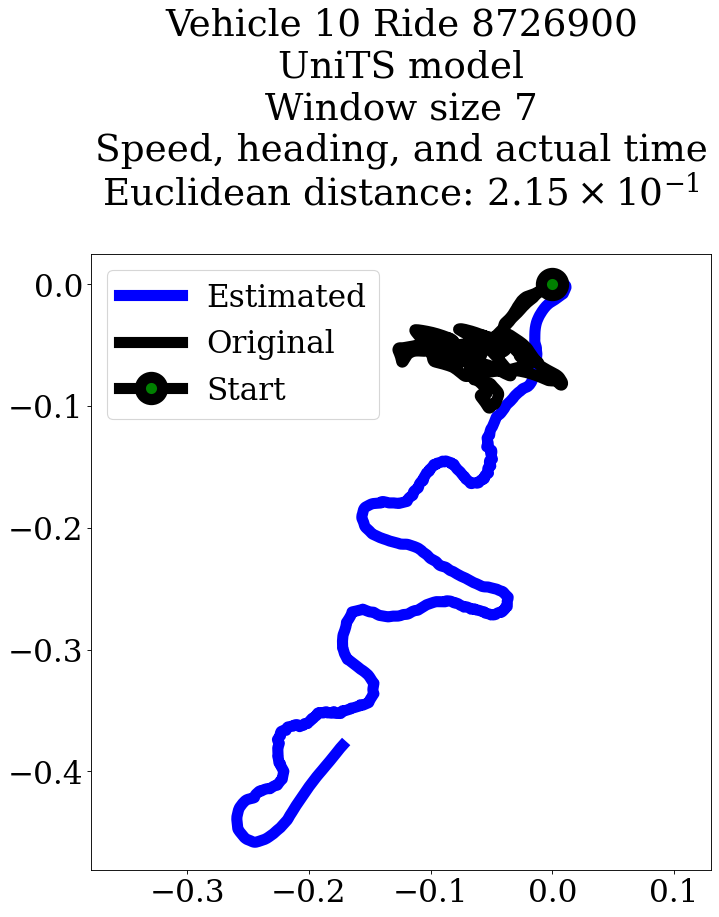 Vehicle 10 Ride 8726900
UniTS model
Window size 7
Speed, heading, and actual time
Euclidean distance: 2.15 × 10⁻¹
Estimated
Original
Start
0.0
−0.1
−0.2
−0.3
−0.4
−0.3 −0.2 −0.1 0.0 0.1